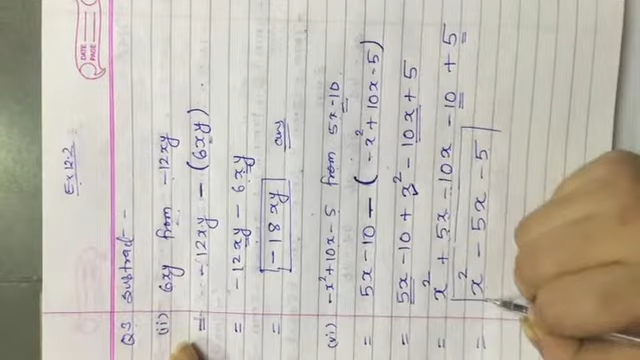 DATE
PAGE
Ex 12.2
Q3 Subtract -
(ii) 6xy from -12xy
= -12xy - (6xy)
= -12xy - 6xy
= -18xy ans
(vi) -x²+10x-5 from 5x-10
= 5x-10 - (-x²+10x-5)
= 5x-10 + x² - 10x + 5
= x² + 5x - 10x - 10 + 5
= x² - 5x - 5